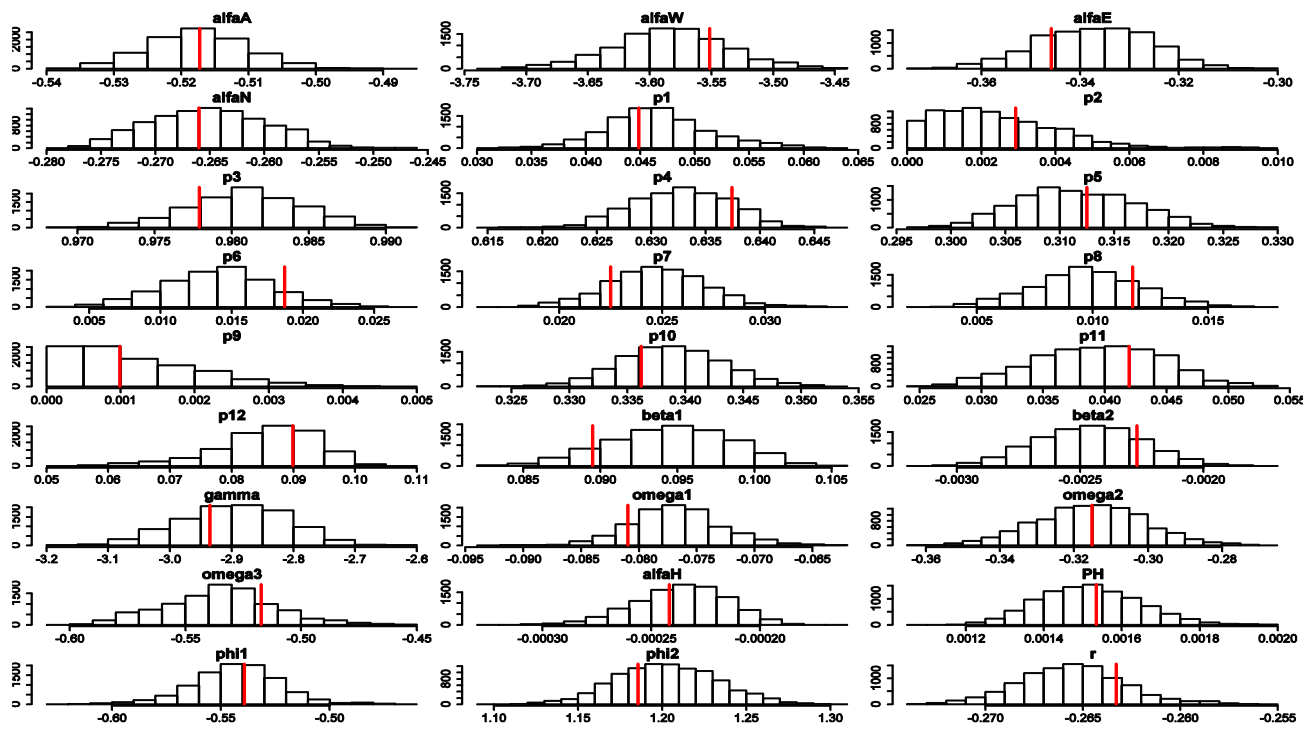 alfaA alfaW alfaE
0 2000 0 1500 0 1000
-0.54 -0.53 -0.52 -0.51 -0.50 -0.49 -3.75 -3.70 -3.65 -3.60 -3.55 -3.50 -3.45 -0.36 -0.34 -0.32 -0.30
alfaN p1 p2
0 800 0 1500 0 800
-0.280 -0.275 -0.270 -0.265 -0.260 -0.255 -0.250 -0.245 0.030 0.035 0.040 0.045 0.050 0.055 0.060 0.065 0.000 0.002 0.004 0.006 0.008 0.010
p3 p4 p5
0 1500 0 1500 0 1000
0.970 0.975 0.980 0.985 0.990 0.615 0.620 0.625 0.630 0.635 0.640 0.645 0.295 0.300 0.305 0.310 0.315 0.320 0.325 0.330
p6 p7 p8
0 1500 0 1500 0 1500
0.005 0.010 0.015 0.020 0.025 0.020 0.025 0.030 0.005 0.010 0.015
p9 p10 p11
0 2000 0 1500 0 800
0.000 0.001 0.002 0.003 0.004 0.005 0.325 0.330 0.335 0.340 0.345 0.350 0.355 0.025 0.030 0.035 0.040 0.045 0.050 0.055
p12 beta1 beta2
0 2000 0 1500 0 1500
0.05 0.06 0.07 0.08 0.09 0.10 0.11 0.085 0.090 0.095 0.100 0.105 -0.0030 -0.0025 -0.0020
gamma omega1 omega2
0 1500 0 1500 0 800
-3.2 -3.1 -3.0 -2.9 -2.8 -2.7 -2.6 -0.095 -0.090 -0.085 -0.080 -0.075 -0.070 -0.065 -0.36 -0.34 -0.32 -0.30 -0.28
omega3 alfaH PH
0 1500 0 1500 0 1000
-0.60 -0.55 -0.50 -0.45 -0.00030 -0.00025 -0.00020 0.0012 0.0014 0.0016 0.0018 0.0020
phi1 phi2 r
0 1500 0 800 0 1000
-0.60 -0.55 -0.50 1.10 1.15 1.20 1.25 1.30 -0.270 -0.265 -0.260 -0.255